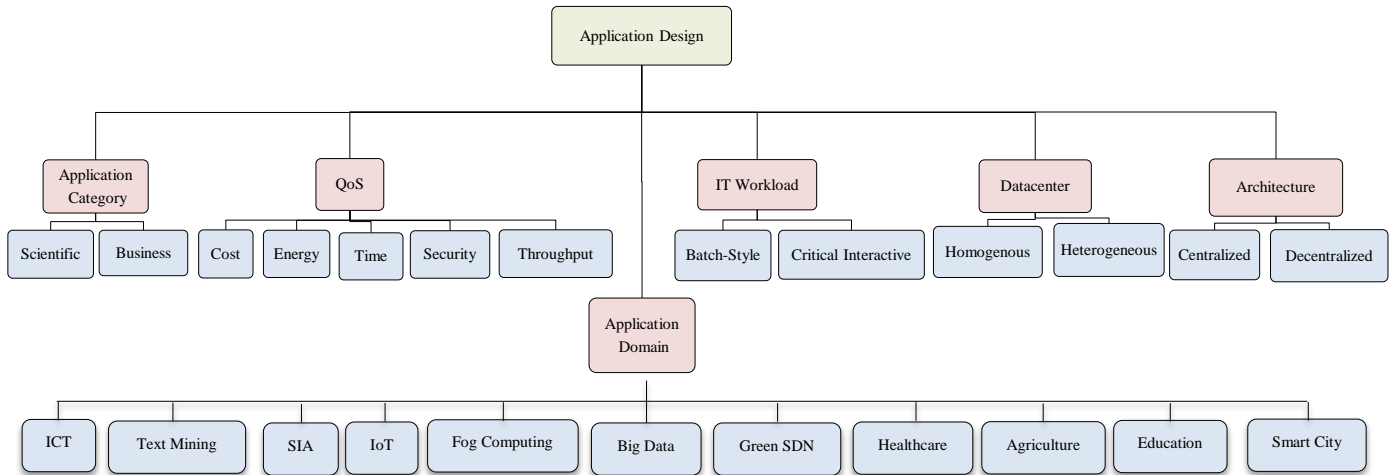 Application Design
Application
Category
QoS
IT Workload
Datacenter
Architecture
Scientific
Business
Cost
Energy
Time
Security
Throughput
Batch-Style
Critical Interactive
Homogenous
Heterogeneous
Centralized
Decentralized
Application
Domain
ICT
Text Mining
SIA
IoT
Fog Computing
Big Data
Green SDN
Healthcare
Agriculture
Education
Smart City